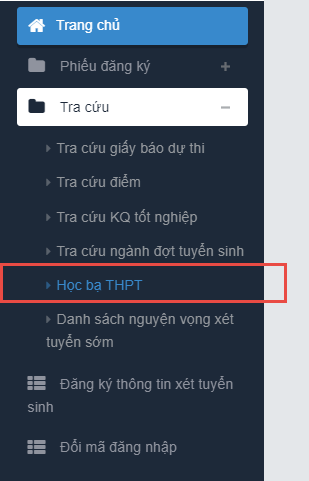 Trang chủ
Phiếu đăng ký
Tra cứu
Tra cứu giấy báo dự thi
Tra cứu điểm
Tra cứu KQ tốt nghiệp
Tra cứu ngành đợt tuyển sinh
Học bạ THPT
Danh sách nguyện vọng xét
tuyển sớm
Đăng ký thông tin xét tuyển
sinh
Đổi mã đăng nhập